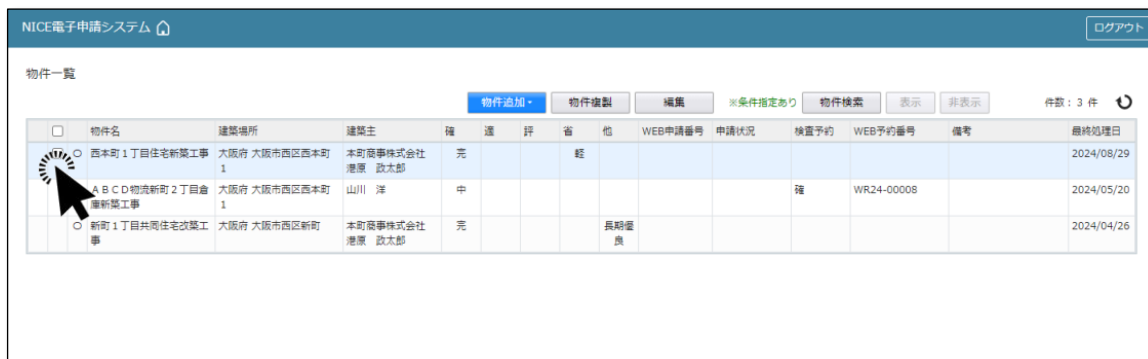 NICE電子申請システム
ログアウト
物件一覧
物件追加 物件複製 編集 ※条件指定あり 物件検索 表示 非表示 件数：3 件
物件名 建築場所 建築主 確 適 評 省 他 WEB申請番号 申請状況 検査予約 WEB予約番号 備考 最終処理日
○ 西本町1丁目住宅新築工事 大阪府 大阪市西区西本町 本町商事株式会社 完 軽 2024/08/29
1 港原 政太郎
ＡＢＣＤ物流新町2丁目倉 大阪府 大阪市西区西本町 山川 洋 中 確 WR24-00008 2024/05/20
庫新築工事 1
○ 新町1丁目共同住宅改築工 大阪府 大阪市西区新町 本町商事株式会社 完 長期優 2024/04/26
事 港原 政太郎 良